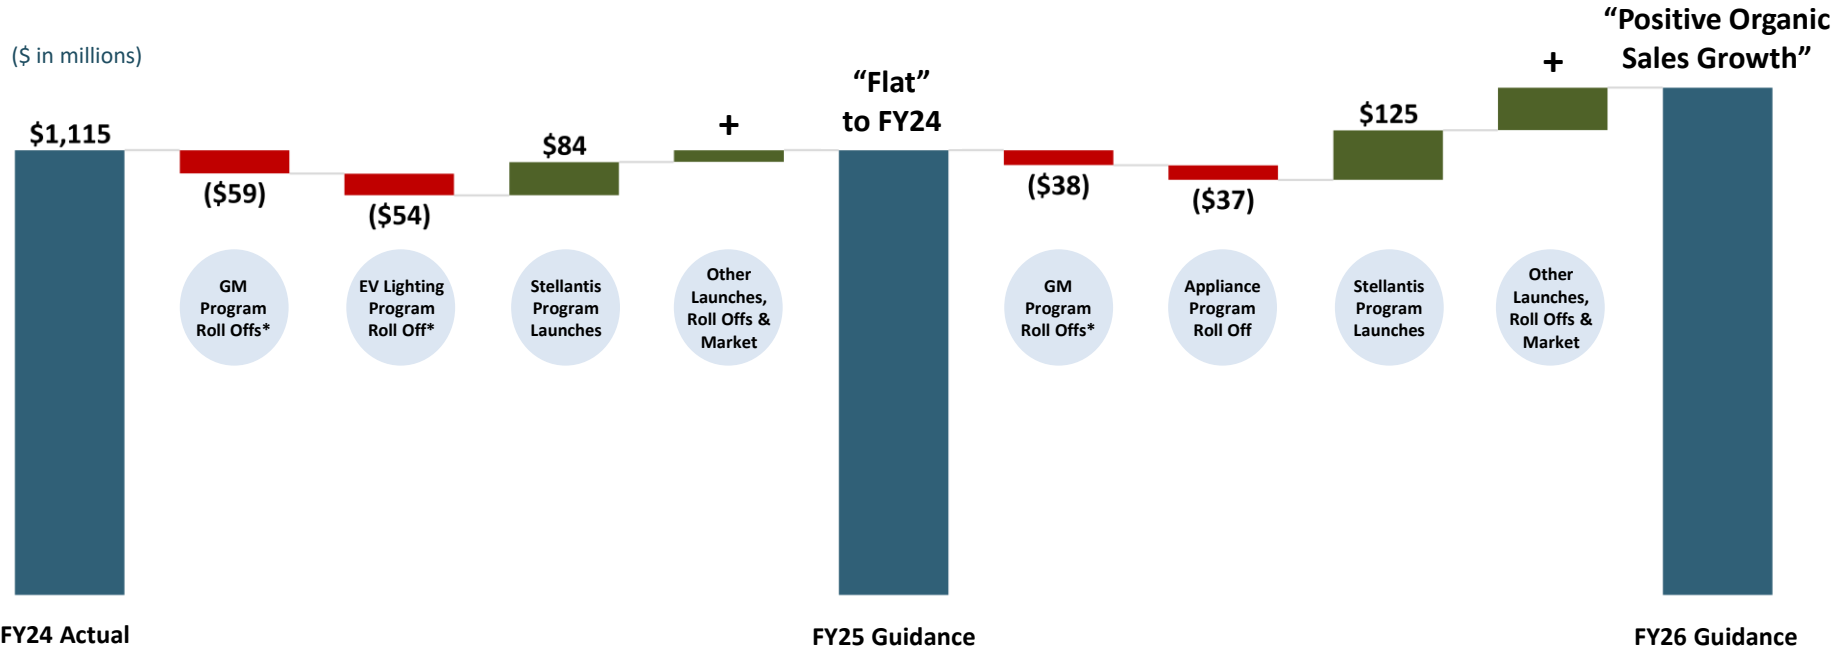 ($ in millions)
$1,115
($59)
($54)
$84
+
“Flat”
to FY24
($38)
($37)
$125
+
“Positive Organic
Sales Growth”
GM
Program
Roll Offs*
EV Lighting
Program
Roll Off*
Stellantis
Program
Launches
Other
Launches,
Roll Offs &
Market
GM
Program
Roll Offs*
Appliance
Program
Roll Off
Stellantis
Program
Launches
Other
Launches,
Roll Offs &
Market
FY24 Actual
FY25 Guidance
FY26 Guidance